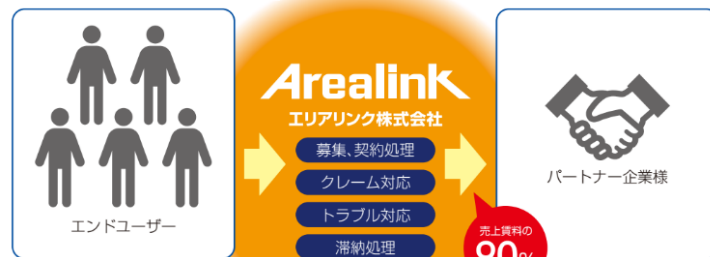 Arealink
エリアリンク株式会社
募集、契約処理
クレーム対応
トラブル対応
滞納処理
エンドユーザー
パートナー企業様
売上賃料の